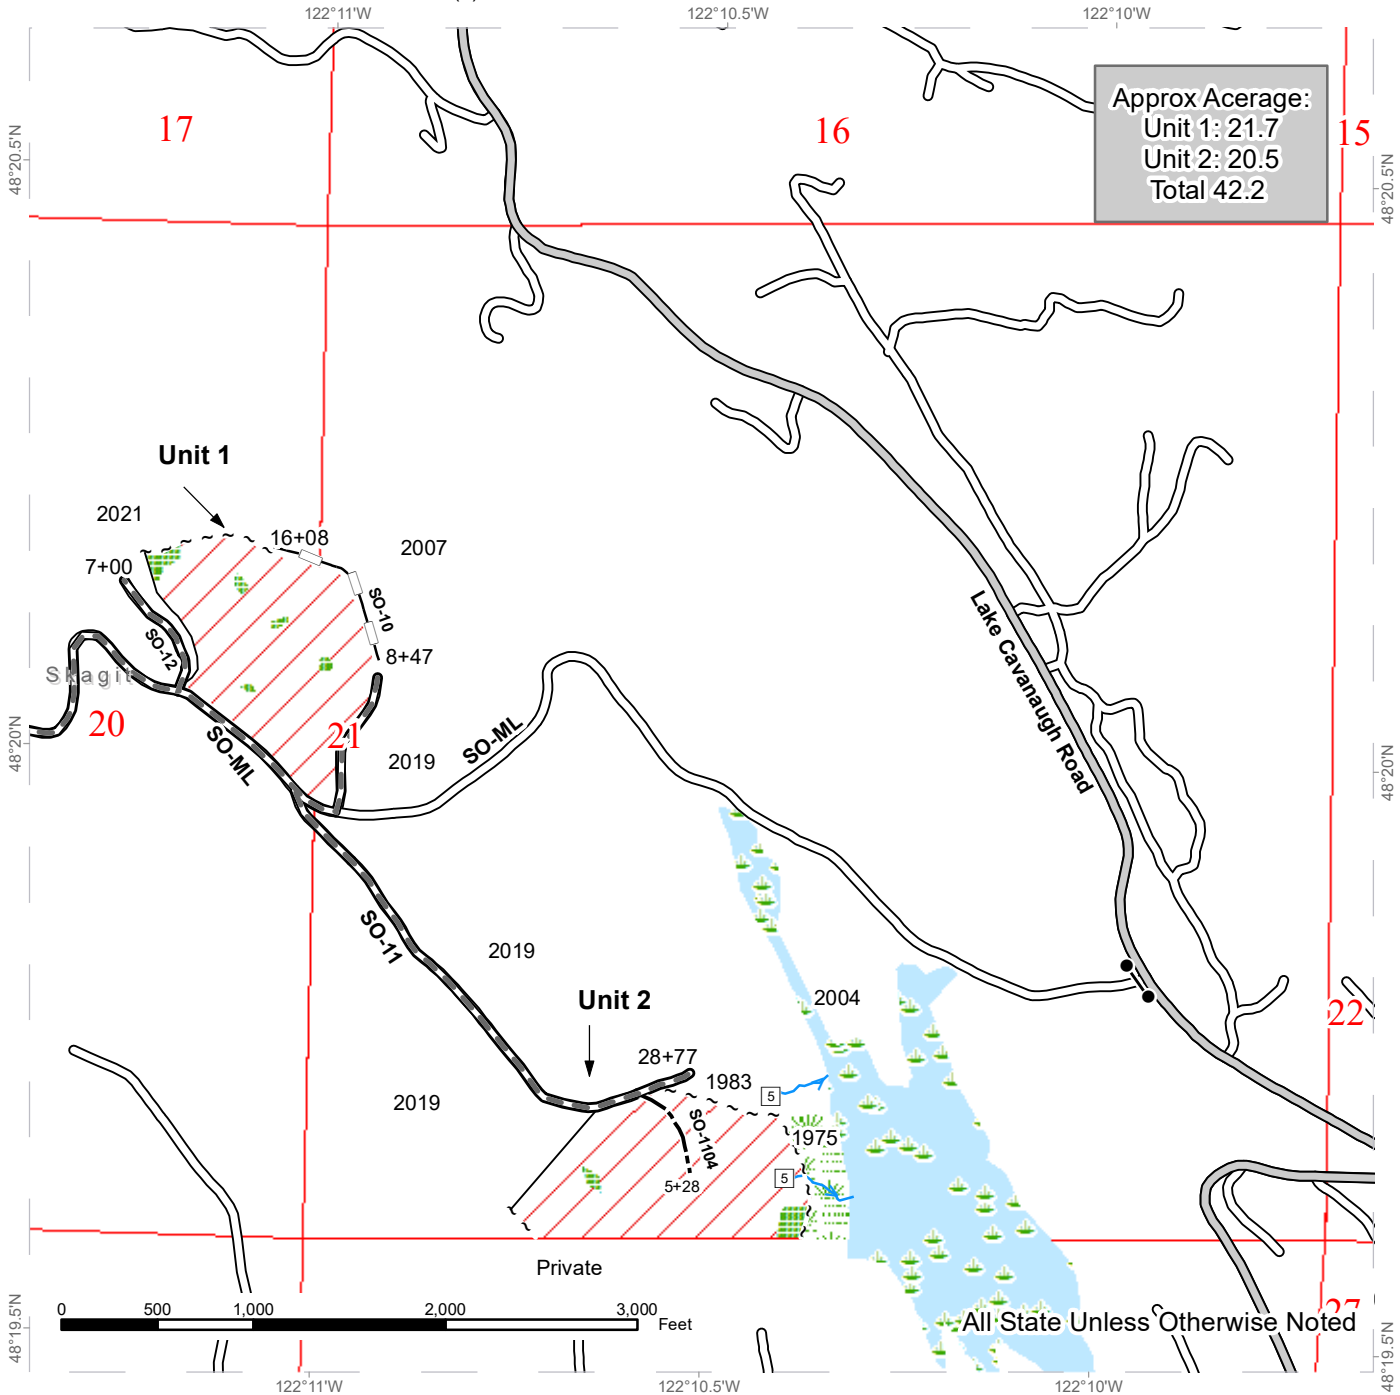 122°11'W
122°10.5'W
122°10'W
48°20.5'N
17
16
15
Approx Acerage:
Unit 1: 21.7
Unit 2: 20.5
Total 42.2
48°20.5'N
Unit 1
2021
16+08
2007
7+00
SO-10
SO-12
8+47
Skagit
20
21
SO-ML
SO-ML
2019
Lake Cavanaugh Road
48°20'N
48°20'N
SO-11
2019
Unit 2
2004
22
28+77
1983
5
2019
SO-1104
1975
5
5+28
Private
0
500
1,000
2,000
3,000
Feet
27
All State Unless Otherwise Noted
48°19.5'N
48°19.5'N
122°11'W
122°10.5'W
122°10'W